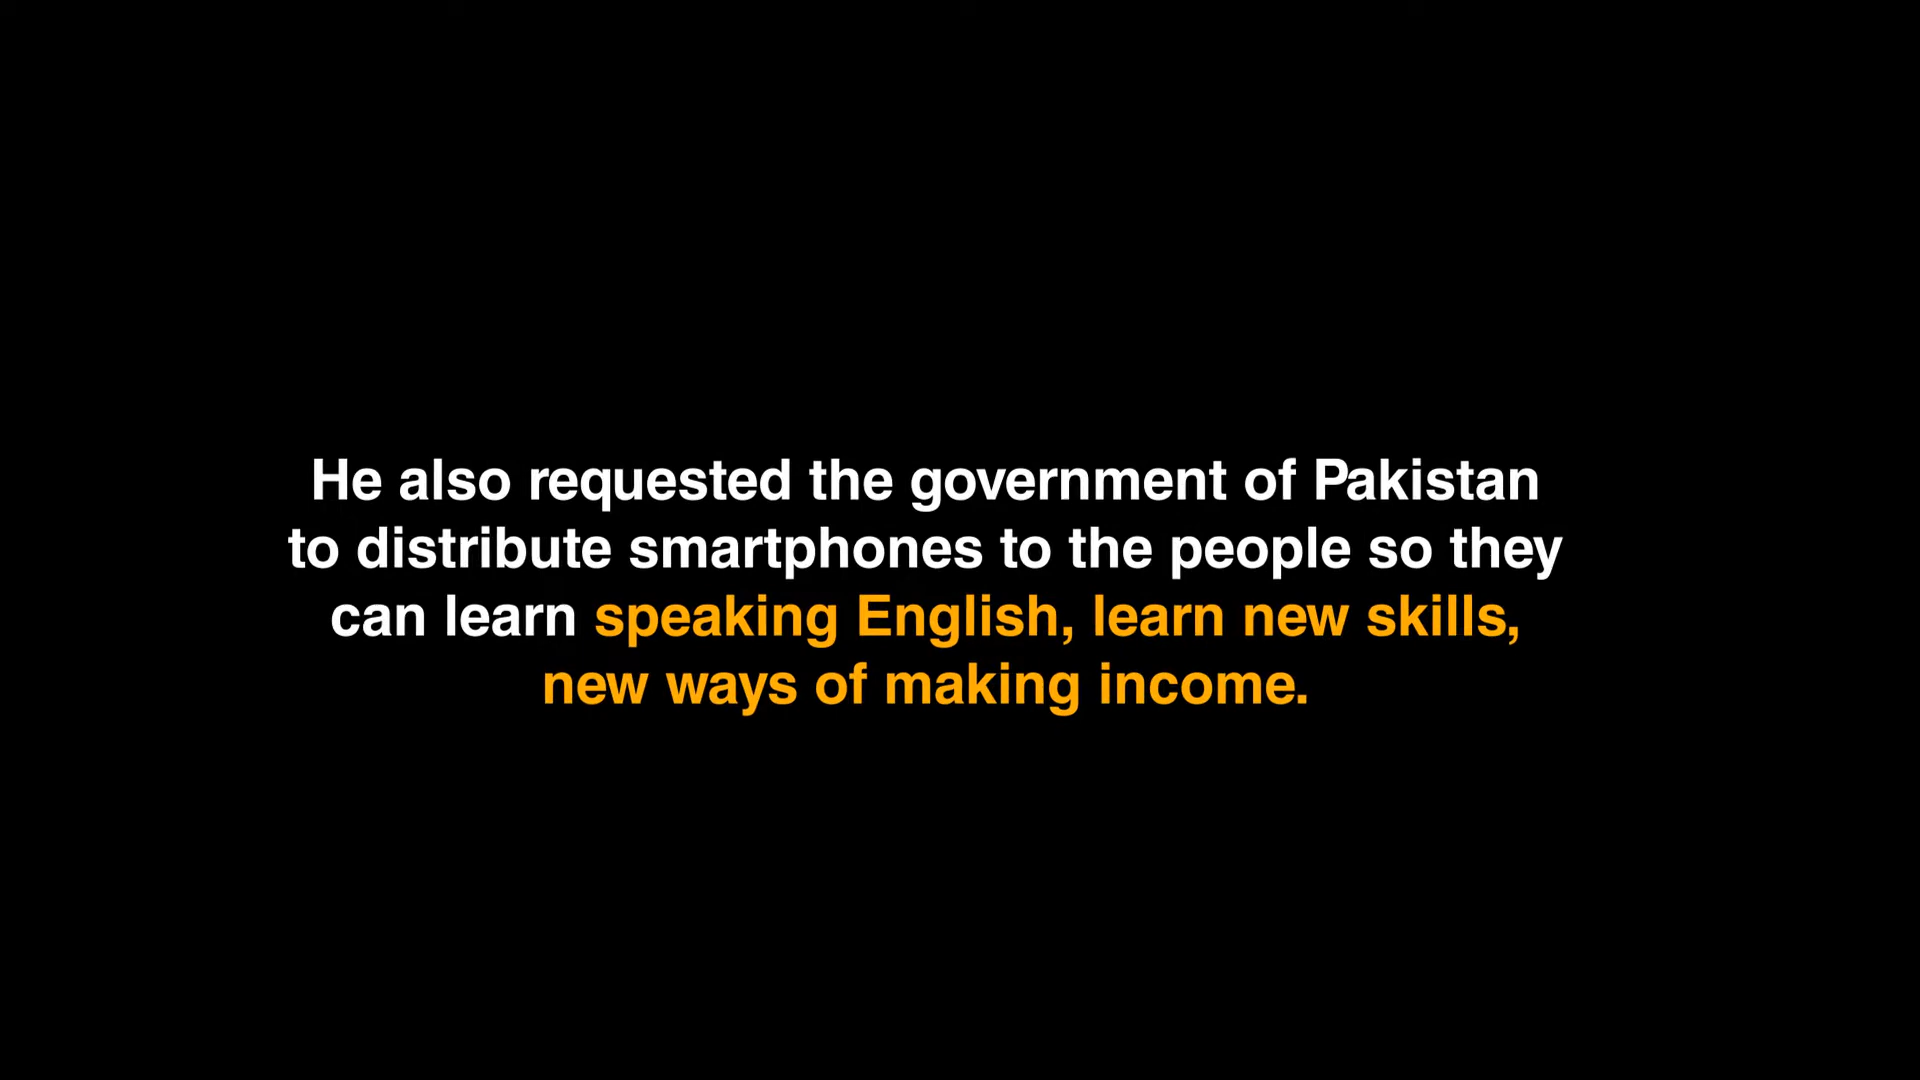 He also requested the government of Pakistan
to distribute smartphones to the people so they
can learn speaking English, learn new skills,
new ways of making income.